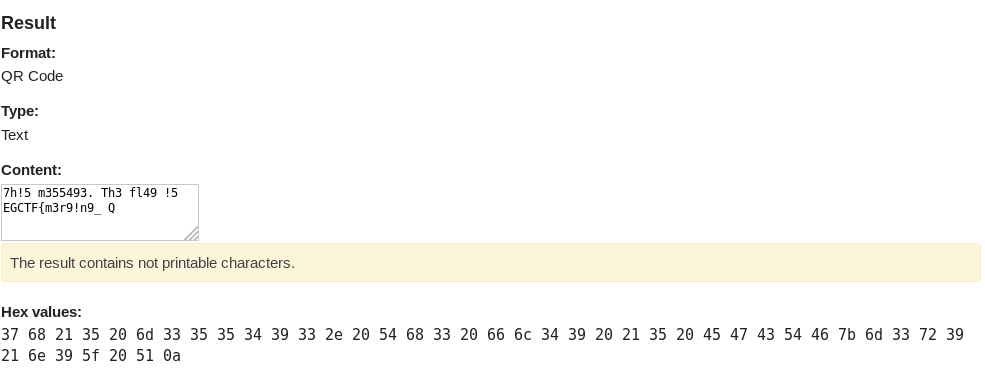 Result
Format:
QR Code
Type:
Text
Content:
7h!5 m355493. Th3 fl49 !5
EGCTF{m3r9!n9_ Q
The result contains not printable characters.
Hex values:
37 68 21 35 20 6d 33 35 35 34 39 33 2e 20 54 68 33 20 66 6c 34 39 20 21 35 20 45 47 43 54 46 7b 6d 33 72 39
21 6e 39 5f 20 51 0a